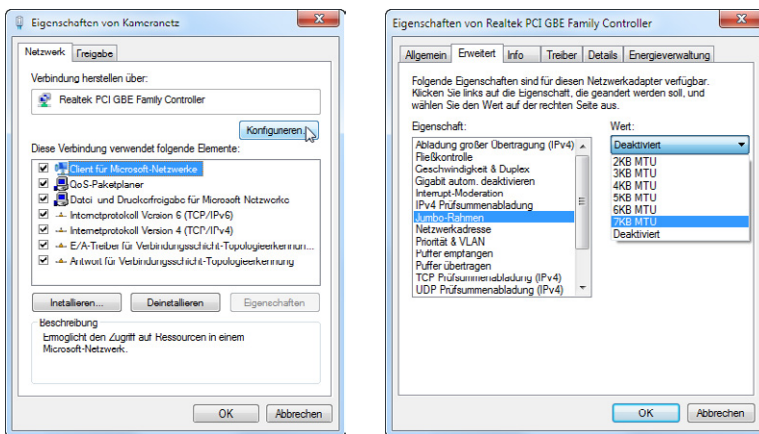 Eigenschaften von Kameranetz
Netzwerk
Freigabe
Verbindung herstellen über:
Realtek PCI GBE Family Controller
Konfigurieren...
Diese Verbindung verwendet folgende Elemente:
Client für Microsoft-Netzwerke
QoS-Paketplaner
Datei- und Druckerfreigabe für Microsoft-Netzwerke
Internetprotokoll Version 6 (TCP/IPv6)
Internetprotokoll Version 4 (TCP/IPv4)
E/A-Treiber für Verbindungsschicht-Topologieerkennun...
Antwort für Verbindungsschicht-Topologieerkennung
Installieren...
Deinstallieren
Eigenschaften
Beschreibung
Ermöglicht den Zugriff auf Ressourcen in einem
Microsoft-Netzwerk.
OK
Abbrechen
Eigenschaften von Realtek PCI GBE Family Controller
Allgemein
Erweitert
Info
Treiber
Details
Energieverwaltung
Folgende Eigenschaften sind für diesen Netzwerkadapter verfügbar.
Klicken Sie links auf die Eigenschaft, die geändert werden soll, und
wählen Sie den Wert auf der rechten Seite aus.
Eigenschaft:
Abladung großer Übertragung (IPv4)
Fließkontrolle
Geschwindigkeit & Duplex
Gigabit autom. deaktivieren
Interrupt-Moderation
IPv4 Prüfsummenabladung
Jumbo-Rahmen
Netzwerkadresse
Priorität & VLAN
Puffer empfangen
Puffer übertragen
TCP Prüfsummenabladung (IPv4)
UDP Prüfsummenabladung (IPv4)
Wert:
Deaktiviert
2KB MTU
3KB MTU
4KB MTU
5KB MTU
6KB MTU
7KB MTU
Deaktiviert
OK
Abbrechen